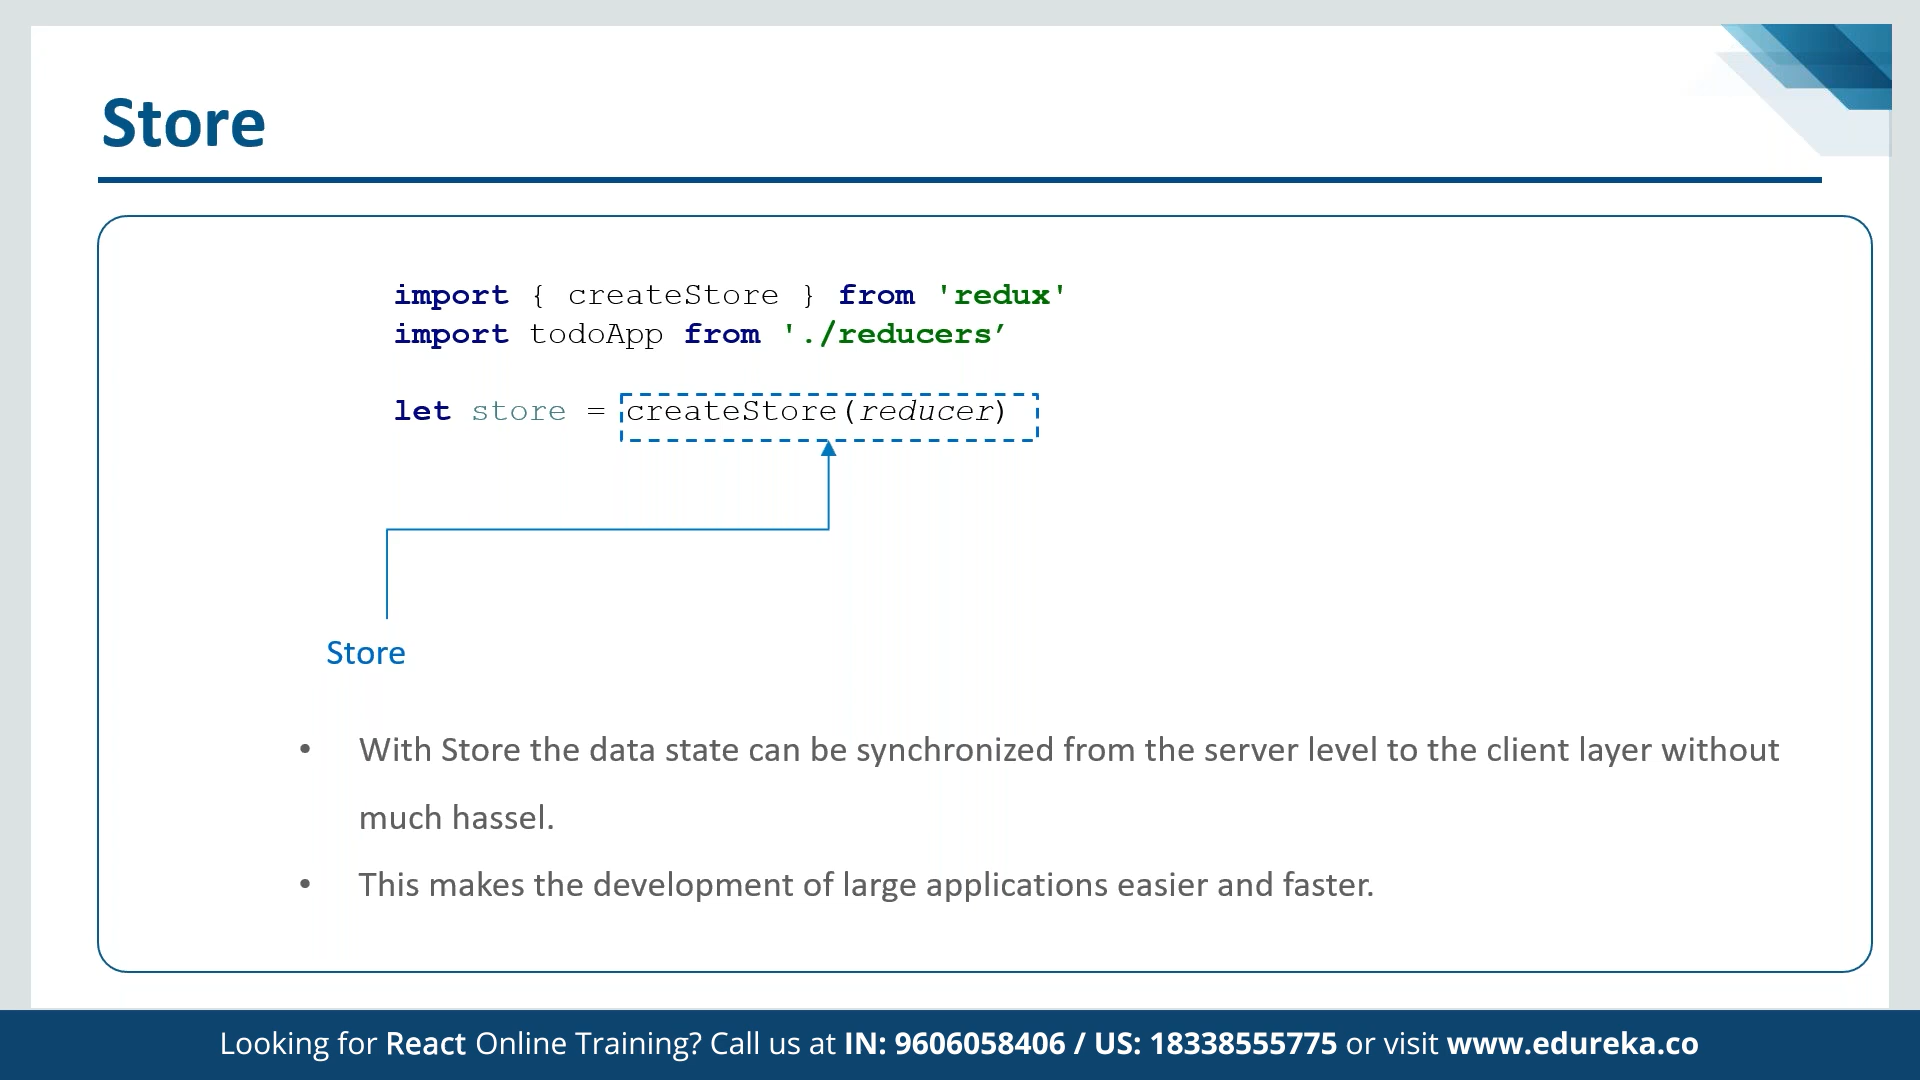 Store
import { createStore } from 'redux'
import todoApp from './reducers’
let store = createStore(reducer)
Store
• With Store the data state can be synchronized from the server level to the client layer without
much hassel.
• This makes the development of large applications easier and faster.
Looking for React Online Training? Call us at IN: 9606058406 / US: 18338555775 or visit www.edureka.co